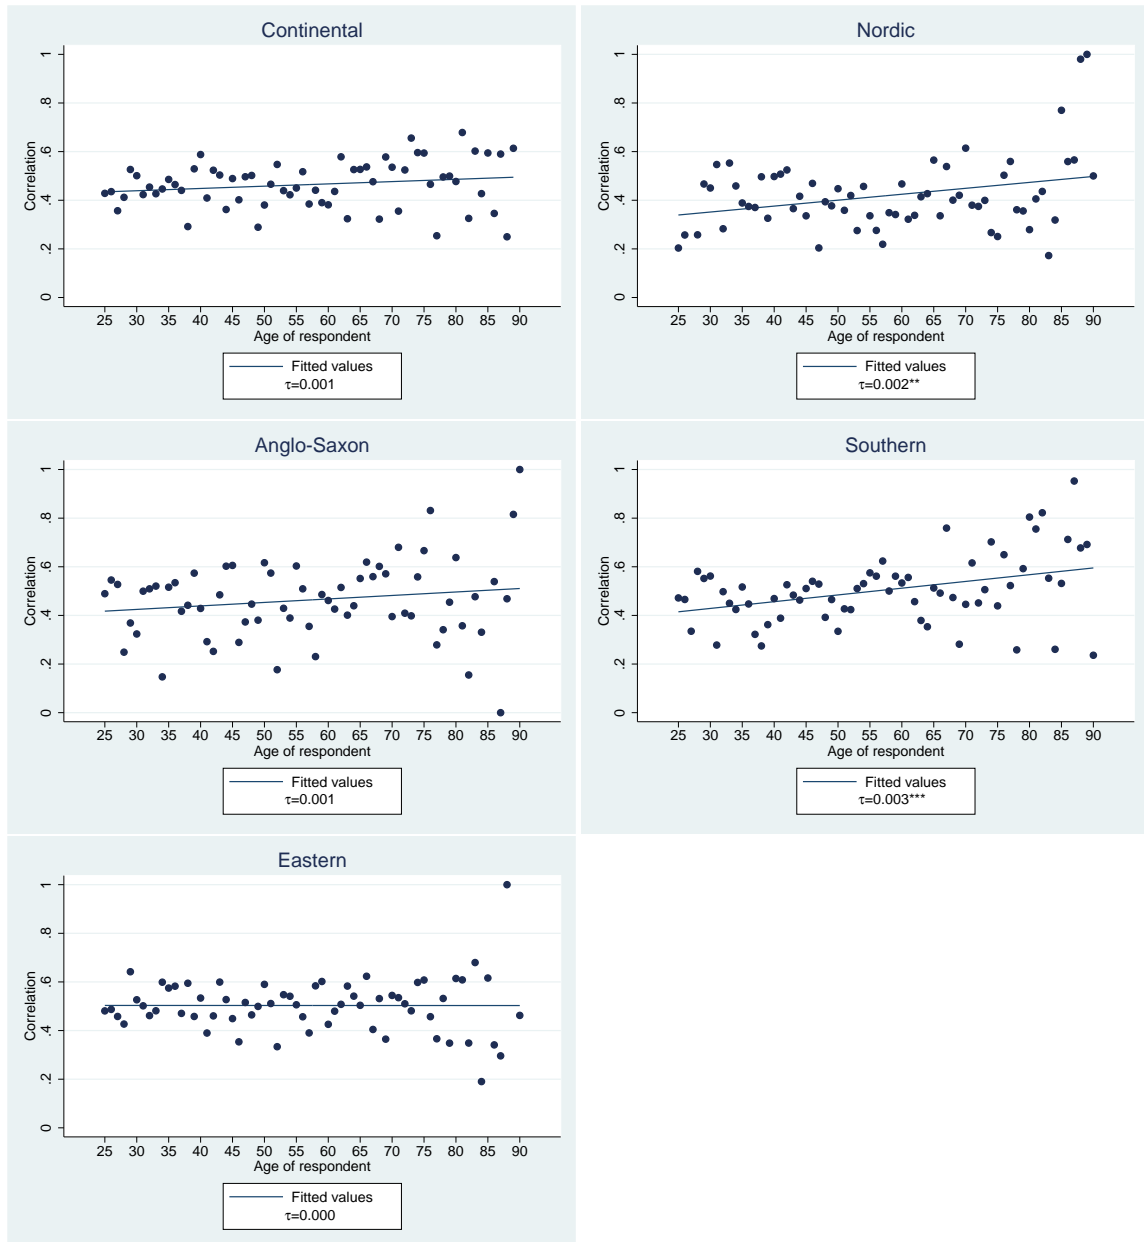 Continental
Correlation
0 .2 .4 .6 .8 1
25 30 35 40 45 50 55 60 65 70 75 80 85 90
Age of respondent
Fitted values
τ=0.001
Nordic
Correlation
0 .2 .4 .6 .8 1
25 30 35 40 45 50 55 60 65 70 75 80 85 90
Age of respondent
Fitted values
τ=0.002**
Anglo-Saxon
Correlation
0 .2 .4 .6 .8 1
25 30 35 40 45 50 55 60 65 70 75 80 85 90
Age of respondent
Fitted values
τ=0.001
Southern
Correlation
0 .2 .4 .6 .8 1
25 30 35 40 45 50 55 60 65 70 75 80 85 90
Age of respondent
Fitted values
τ=0.003***
Eastern
Correlation
0 .2 .4 .6 .8 1
25 30 35 40 45 50 55 60 65 70 75 80 85 90
Age of respondent
Fitted values
τ=0.000